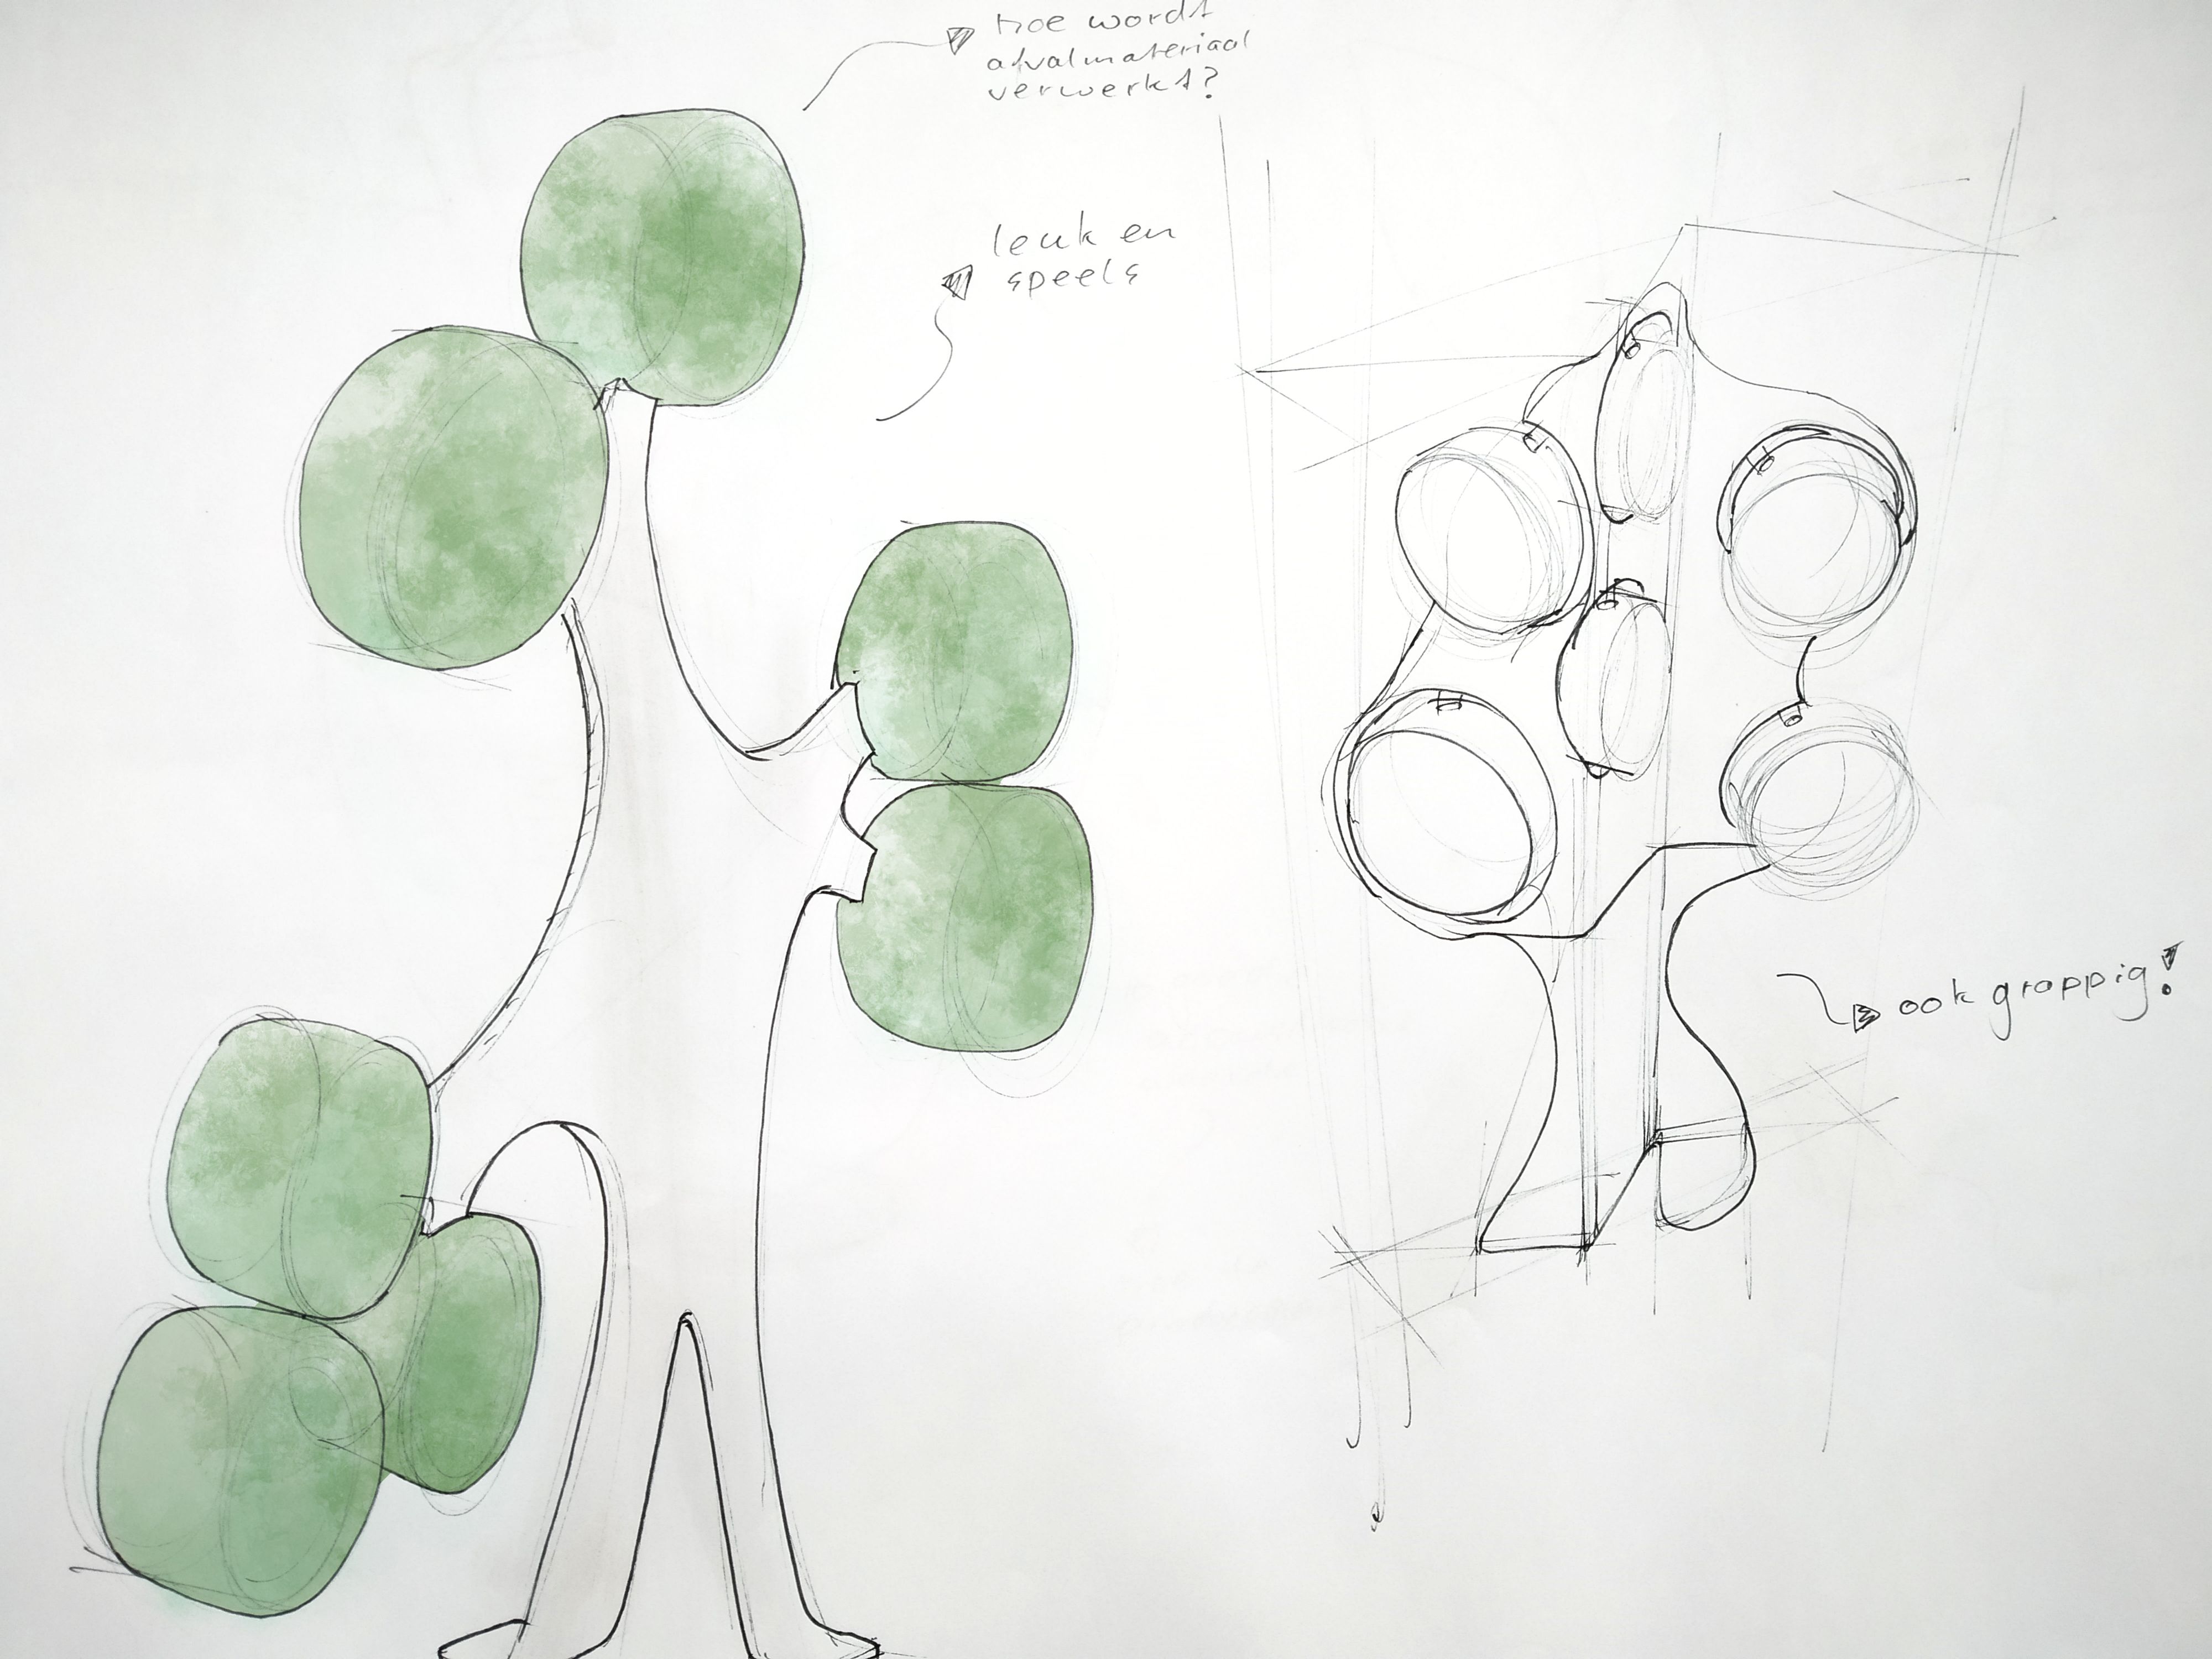 Hoe wordt
afvalmateriaal
verwerkt?
leuk en
speels
ook grappig!